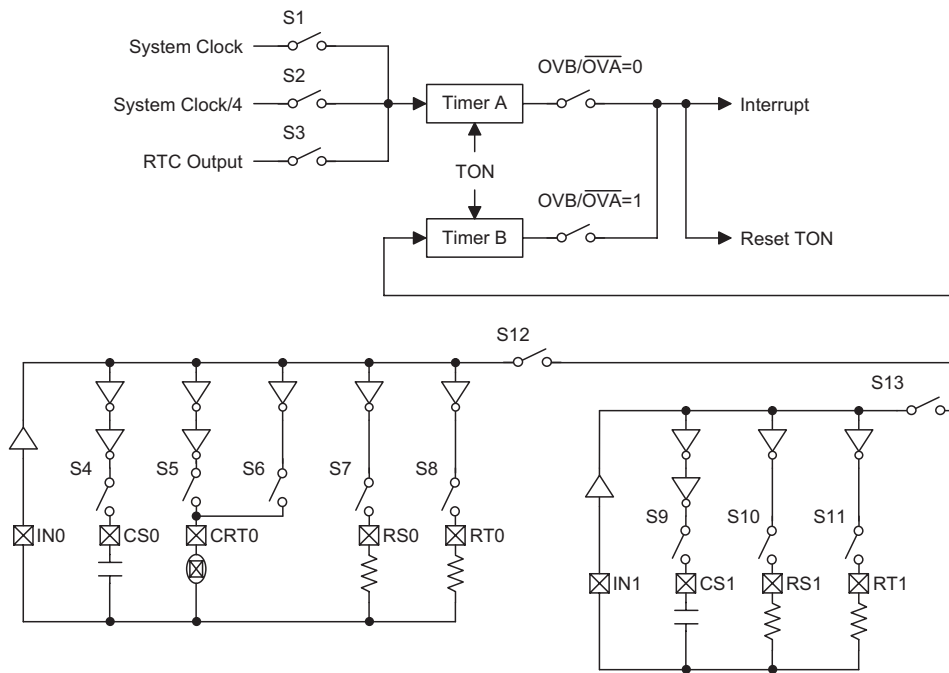 S1
System Clock
S2
OVB/O̅V̅A̅=0
System Clock/4
Timer A
Interrupt
S3
RTC Output
TON
OVB/O̅V̅A̅=1
Timer B
Reset TON
S12
S13
S4
S5
S6
S7
S8
IN0
CS0
CRT0
RS0
RT0
S9
S10
S11
IN1
CS1
RS1
RT1